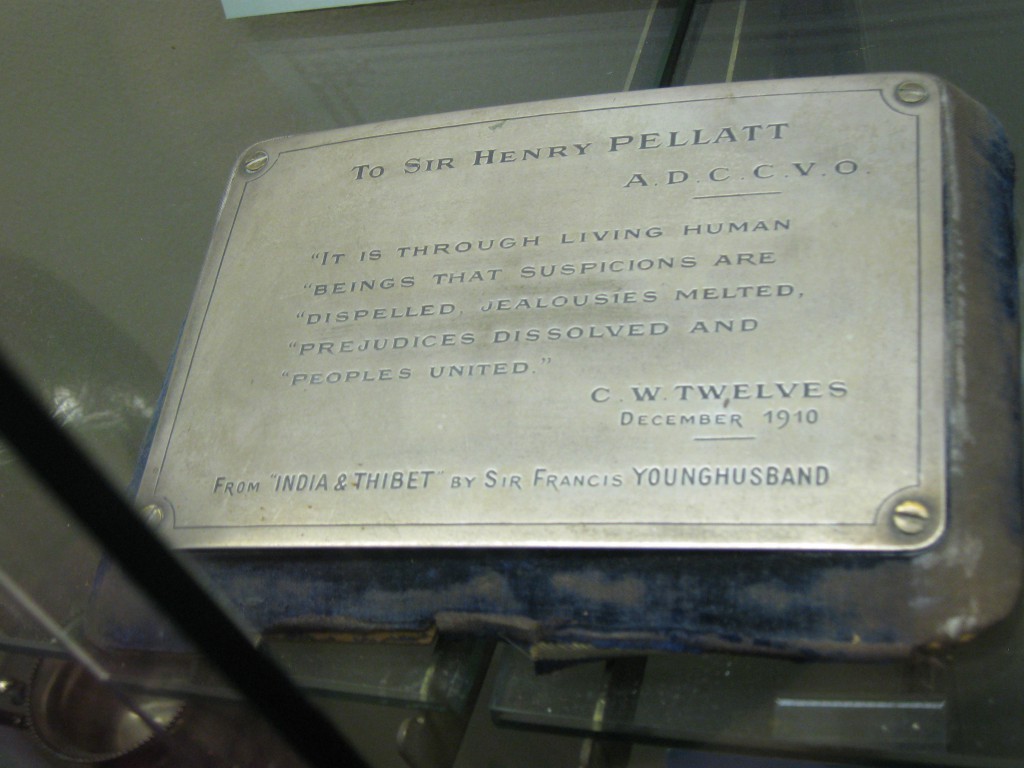 To Sir Henry PELLATT
A.D.C.C.V.O.
"It is through living human
"beings that suspicions are
"dispelled, jealousies melted,
"prejudices dissolved and
"peoples united."
C.W. TWELVES
December 1910
From "INDIA & THIBET" by Sir Francis YOUNGHUSBAND